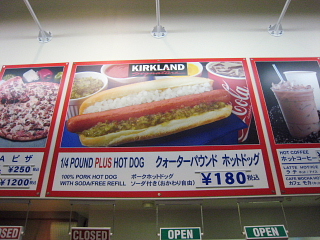 KIRKLAND
Coca-Cola
1/4 POUND PLUS HOT DOG クォーターパウンド ホットドッグ
100% PORK HOT DOG ポークホットドッグ
WITH SODA/FREE REFILL ソーダ付き(おかわり自由)
¥180 税込
ピザ
¥250
¥1200
HOT COFFEE
ホットコーヒー
CLOSED
CLOSED
OPEN
OPEN